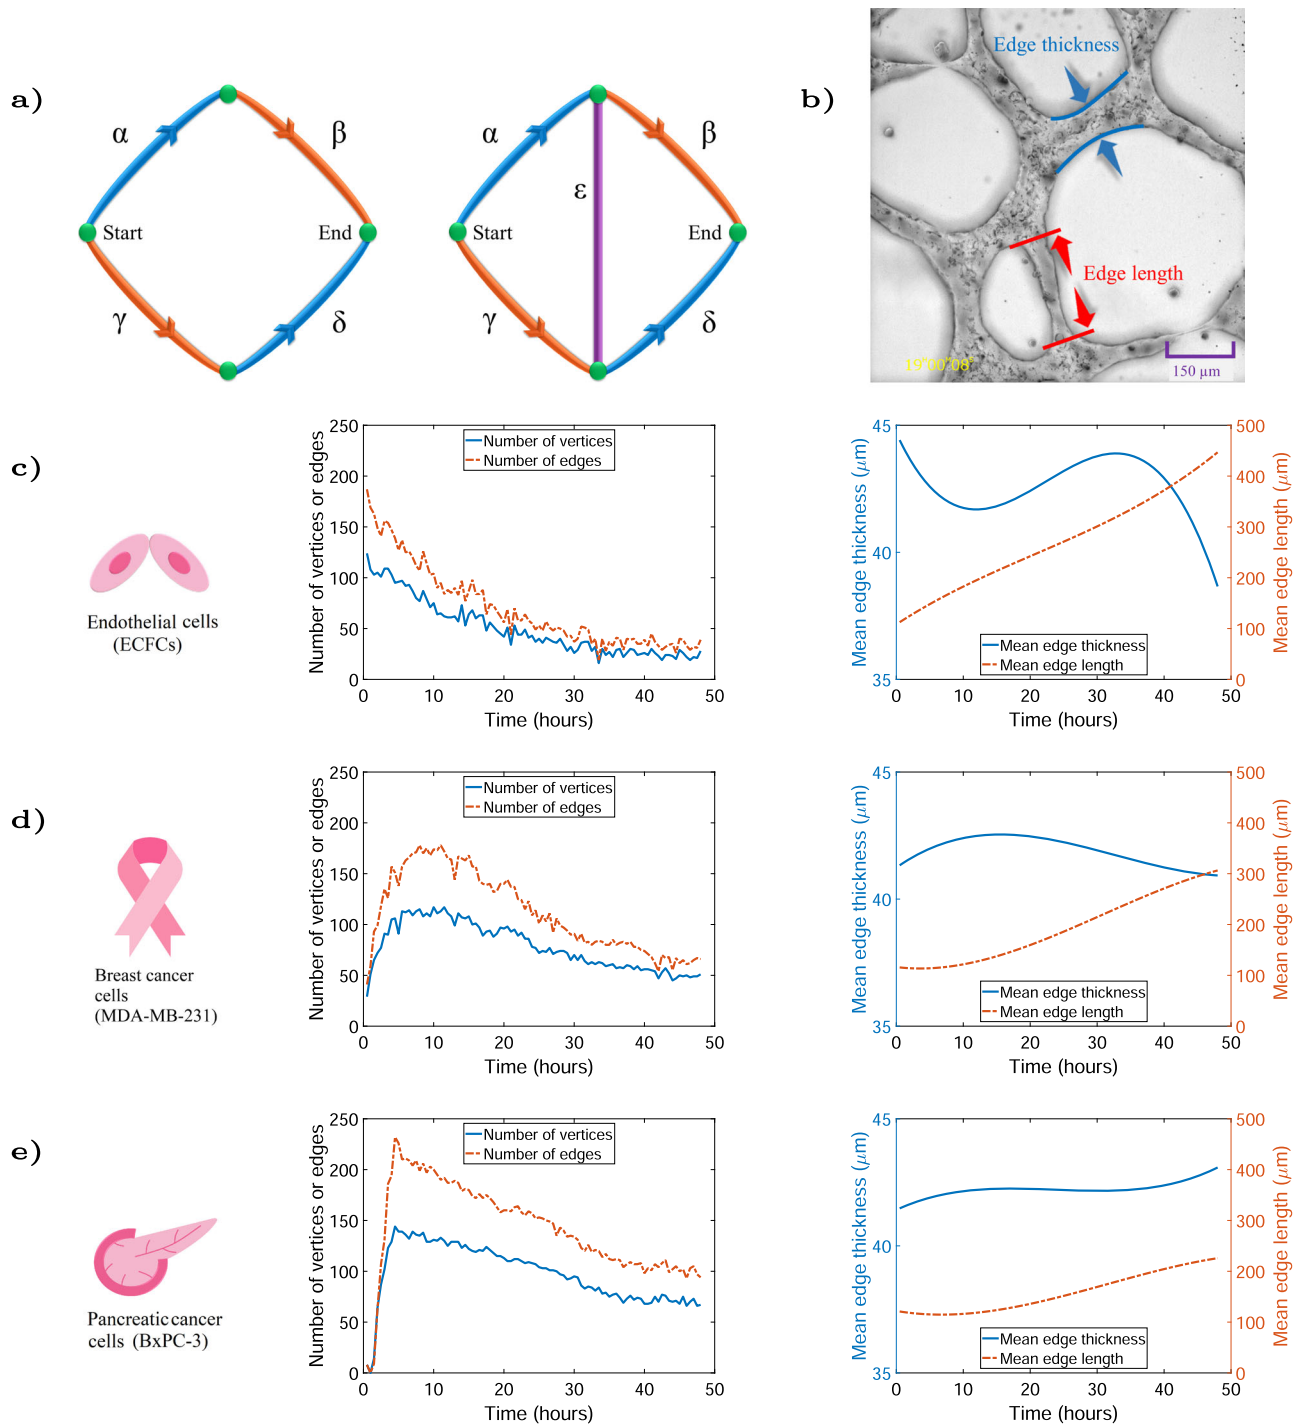 a)
α
β
Start
End
γ
δ
α
β
ε
Start
End
γ
δ
b)
Edge thickness
Edge length
19ʰ00ᵐ08ˢ
150 μm
c)
Endothelial cells
(ECFCs)
Number of vertices or edges
250
200
150
100
50
0
Number of vertices
Number of edges
0 10 20 30 40 50
Time (hours)
Mean edge thickness (μm)
45
40
35
Mean edge thickness
Mean edge length
0 10 20 30 40 50
Time (hours)
500
400
300
200
100
0
Mean edge length (μm)
d)
Breast cancer
cells
(MDA-MB-231)
Number of vertices or edges
250
200
150
100
50
0
Number of vertices
Number of edges
0 10 20 30 40 50
Time (hours)
Mean edge thickness (μm)
45
40
35
Mean edge thickness
Mean edge length
0 10 20 30 40 50
Time (hours)
500
400
300
200
100
0
Mean edge length (μm)
e)
Pancreatic cancer
cells (BxPC-3)
Number of vertices or edges
250
200
150
100
50
0
Number of vertices
Number of edges
0 10 20 30 40 50
Time (hours)
Mean edge thickness (μm)
45
40
35
Mean edge thickness
Mean edge length
0 10 20 30 40 50
Time (hours)
500
400
300
200
100
0
Mean edge length (μm)